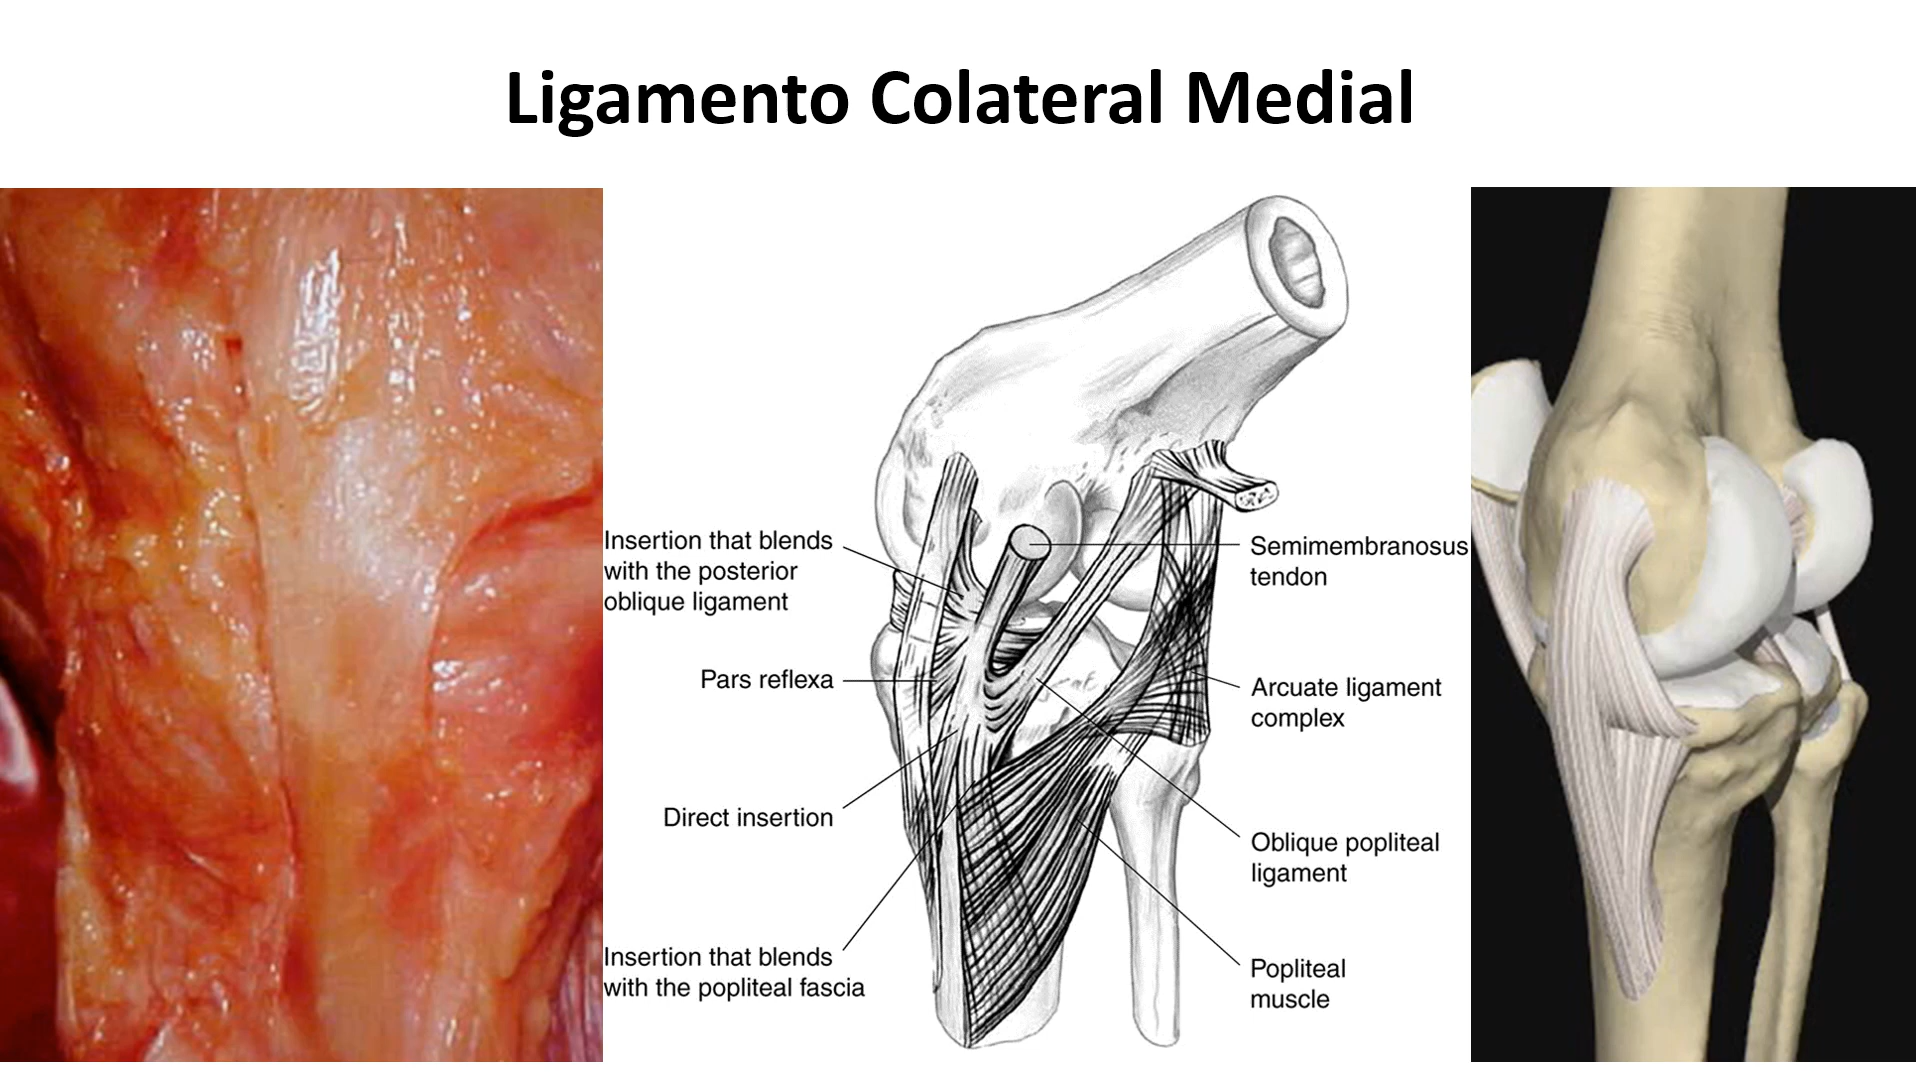 Ligamento Colateral Medial
Insertion that blends
with the posterior
oblique ligament
Pars reflexa
Direct insertion
Insertion that blends
with the popliteal fascia
Semimembranosus
tendon
Arcuate ligament
complex
Oblique popliteal
ligament
Popliteal
muscle